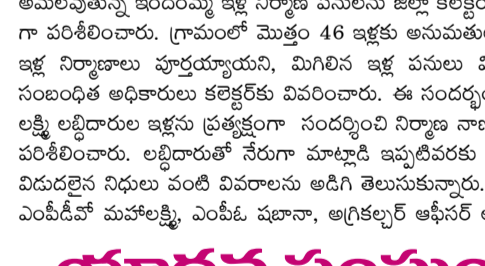 అమలవుతున్న ఇందిరమ్మ ఇళ్ల నిర్మాణ పనులను జిల్లా కలెక్టర్
గా పరిశీలించారు. గ్రామంలో మొత్తం 46 ఇళ్లకు అనుమతు
ఇళ్ల నిర్మాణాలు పూర్తయ్యాయని, మిగిలిన ఇళ్ల పనులు
సంబంధిత అధికారులు కలెక్టర్‌కు వివరించారు. ఈ సందర్భం
లక్ష్మి లబ్ధిదారుల ఇళ్లను ప్రత్యక్షంగా సందర్శించి నిర్మాణ నాణ
పరిశీలించారు. లబ్ధిదారుతో నేరుగా మాట్లాడి ఇప్పటివరకు
విడుదలైన నిధులు వంటి వివరాలను అడిగి తెలుసుకున్నారు.
ఎంపీడీవో మహాలక్ష్మి, ఎంపీఓ షబానా, అగ్రికల్చర్ ఆఫీసర్